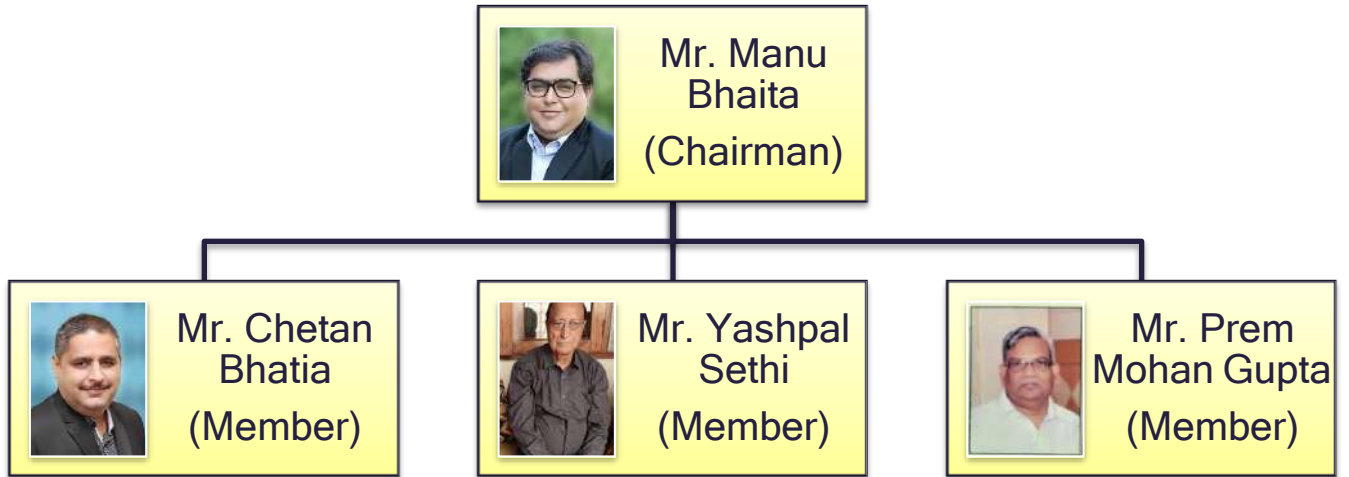 Mr. Manu
Bhaita
(Chairman)
Mr. Chetan
Bhatia
(Member)
Mr. Yashpal
Sethi
(Member)
Mr. Prem
Mohan Gupta
(Member)